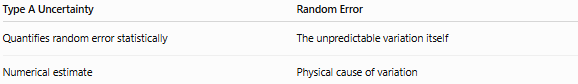 Type A Uncertainty Random Error
Quantifies random error statistically The unpredictable variation itself
Numerical estimate Physical cause of variation